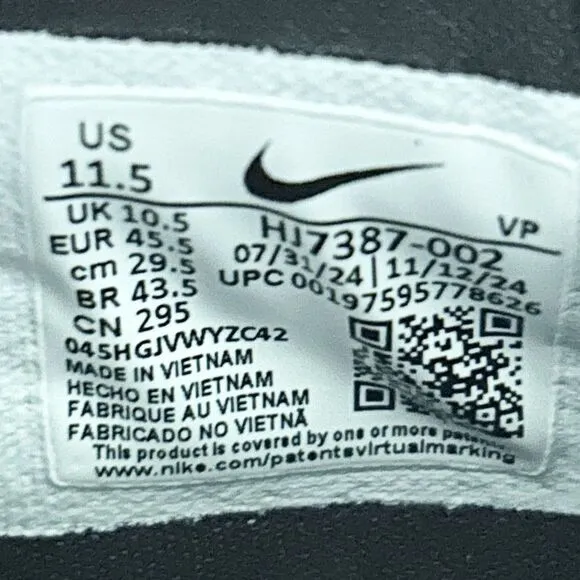 US
11.5
UK 10.5
EUR 45.5
cm 29.5
BR 43.5
CN 295
VP
HJ7387-002
07/31/24 | 11/12/24
UPC 00197595778626
045HGJVWYZC42
MADE IN VIETNAM
HECHO EN VIETNAM
FABRIQUE AU VIETNAM
FABRICADO NO VIETNÃ
This product is covered by one or more patents
www.nike.com/patentsvirtualmarking